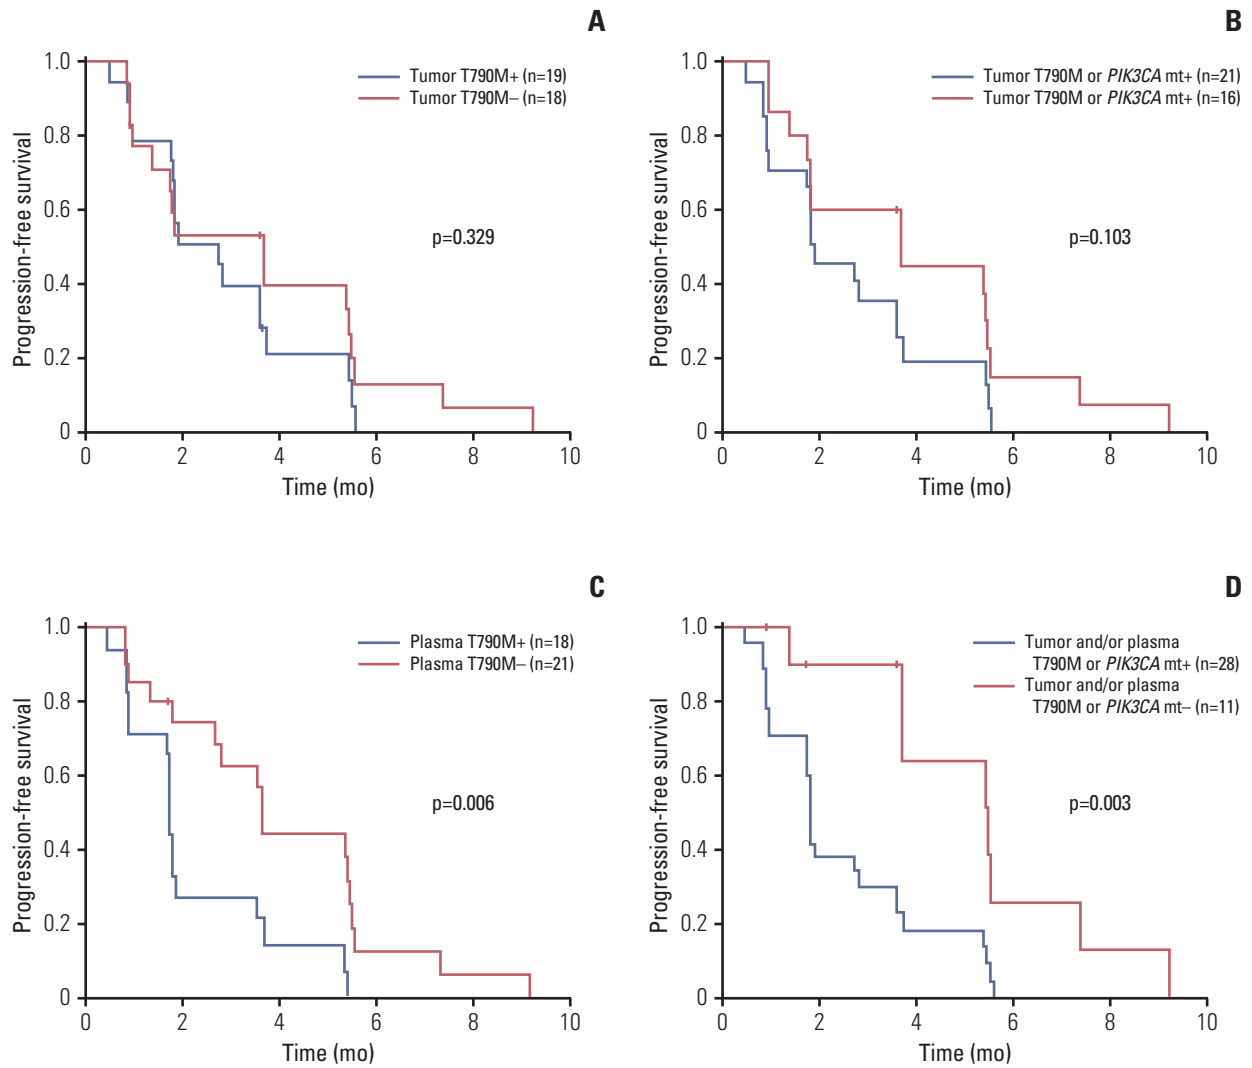 A
1.0
0.8
0.6
0.4
0.2
0
Progression-free survival
Tumor T790M+ (n=19)
Tumor T790M– (n=18)
p=0.329
0 2 4 6 8 10
Time (mo)
B
1.0
0.8
0.6
0.4
0.2
0
Progression-free survival
Tumor T790M or PIK3CA mt+ (n=21)
Tumor T790M or PIK3CA mt+ (n=16)
p=0.103
0 2 4 6 8 10
Time (mo)
C
1.0
0.8
0.6
0.4
0.2
0
Progression-free survival
Plasma T790M+ (n=18)
Plasma T790M– (n=21)
p=0.006
0 2 4 6 8 10
Time (mo)
D
1.0
0.8
0.6
0.4
0.2
0
Progression-free survival
Tumor and/or plasma
T790M or PIK3CA mt+ (n=28)
Tumor and/or plasma
T790M or PIK3CA mt– (n=11)
p=0.003
0 2 4 6 8 10
Time (mo)